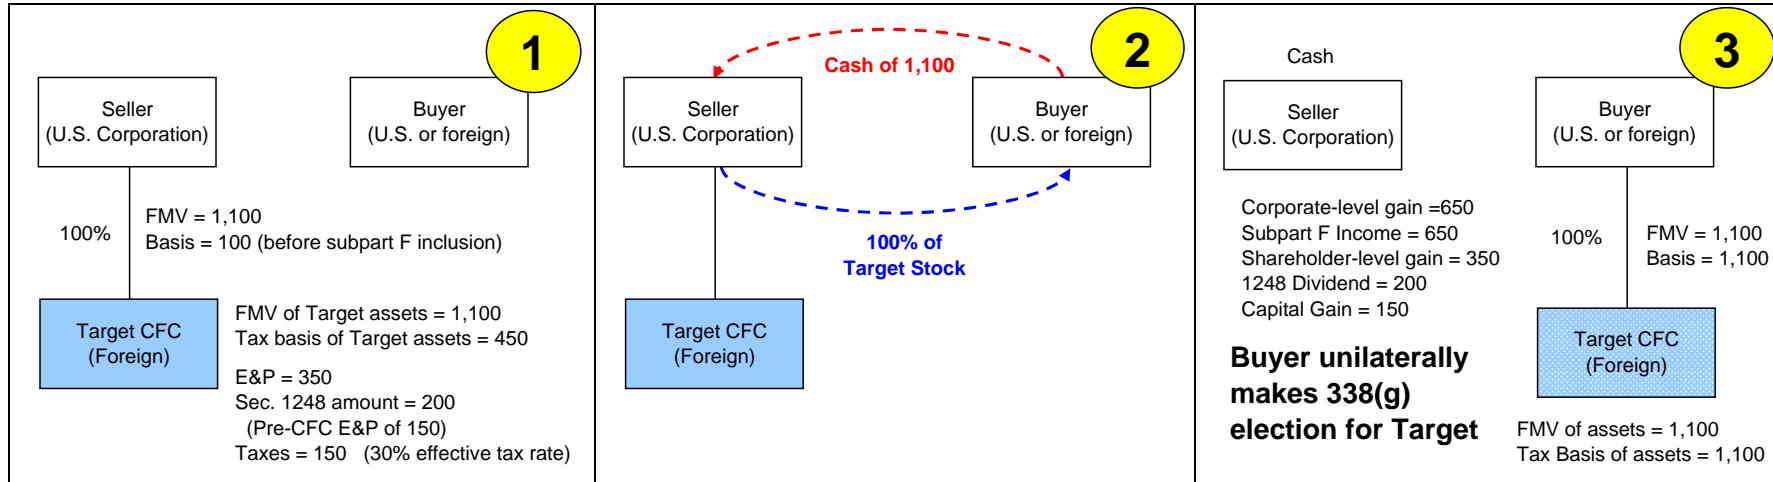 1
Seller
(U.S. Corporation)
Buyer
(U.S. or foreign)
100%
FMV = 1,100
Basis = 100 (before subpart F inclusion)
Target CFC
(Foreign)
FMV of Target assets = 1,100
Tax basis of Target assets = 450
E&P = 350
Sec. 1248 amount = 200
(Pre-CFC E&P of 150)
Taxes = 150 (30% effective tax rate)
2
Cash of 1,100
Seller
(U.S. Corporation)
Buyer
(U.S. or foreign)
100% of
Target Stock
Target CFC
(Foreign)
3
Cash
Seller
(U.S. Corporation)
Buyer
(U.S. or foreign)
Corporate-level gain =650
Subpart F Income = 650
Shareholder-level gain = 350
1248 Dividend = 200
Capital Gain = 150
100%
FMV = 1,100
Basis = 1,100
Buyer unilaterally
makes 338(g)
election for Target
Target CFC
(Foreign)
FMV of assets = 1,100
Tax Basis of assets = 1,100